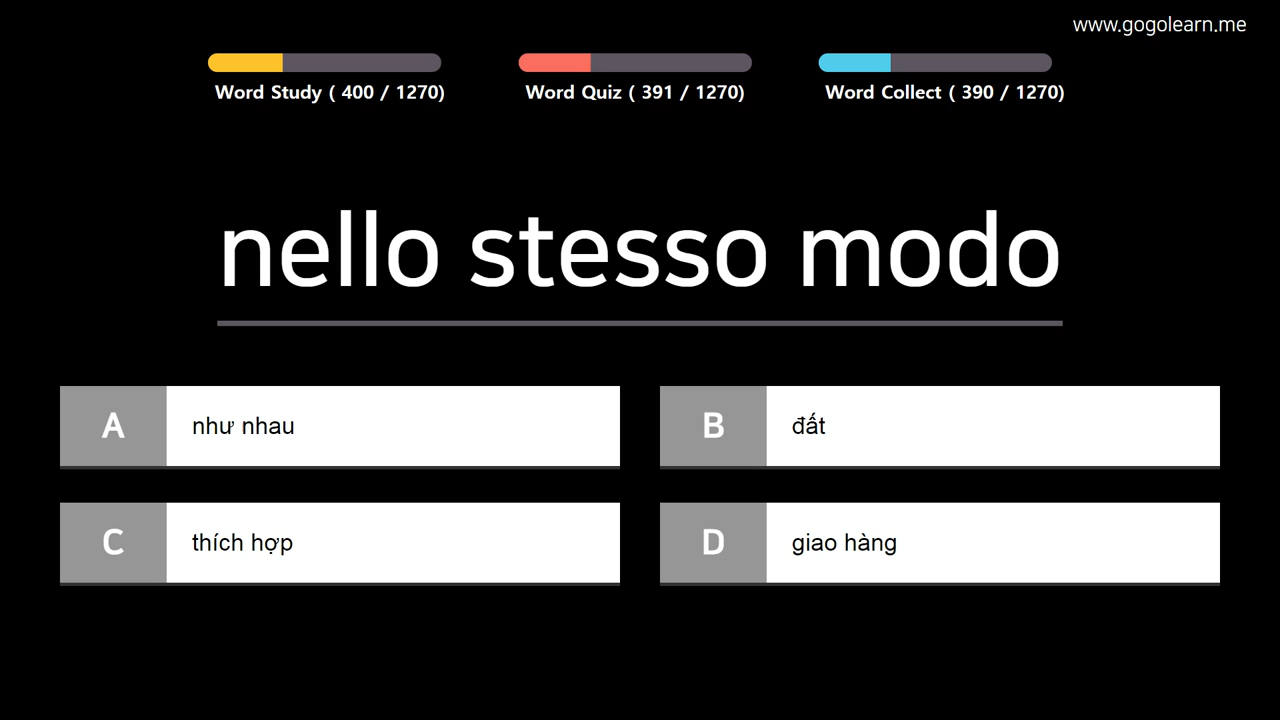 www.gogolearn.me
Word Study ( 400 / 1270)
Word Quiz ( 391 / 1270)
Word Collect ( 390 / 1270)
nello stesso modo
A như nhau
B đất
C thích hợp
D giao hàng